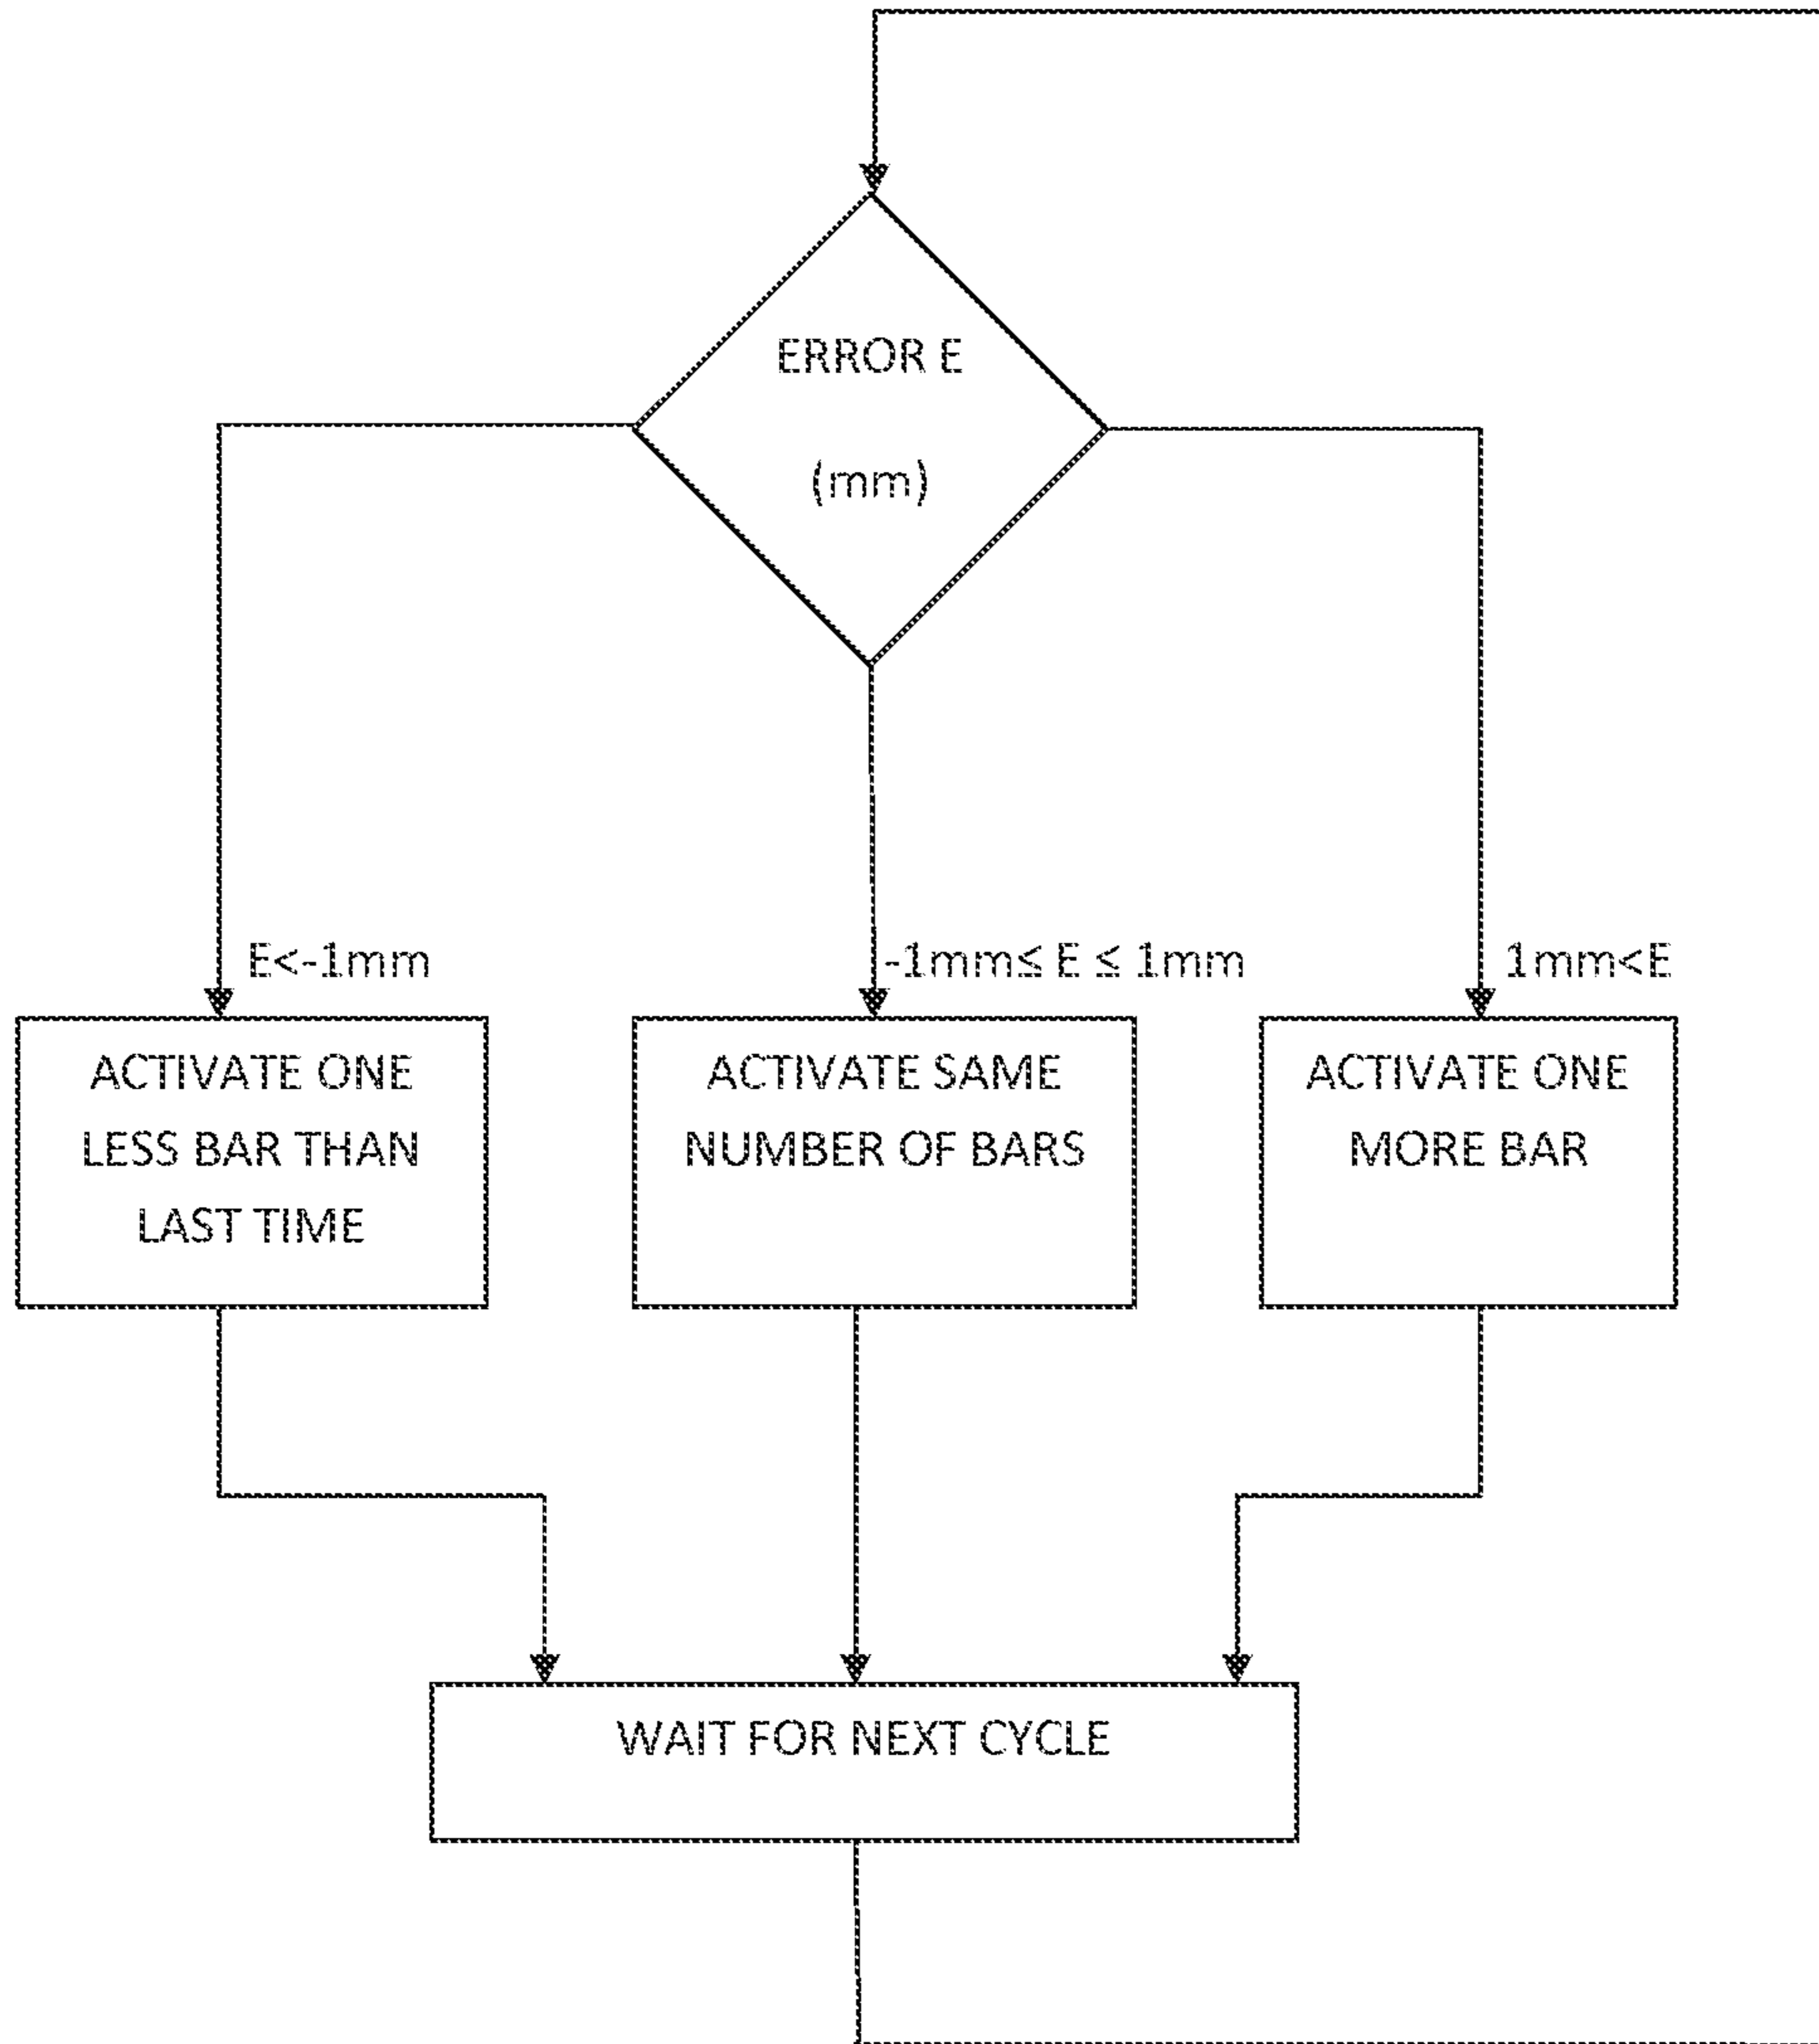 ERROR E
(mm)
E<-1mm
-1mm≤ E ≤ 1mm
1mm<E
ACTIVATE ONE
LESS BAR THAN
LAST TIME
ACTIVATE SAME
NUMBER OF BARS
ACTIVATE ONE
MORE BAR
WAIT FOR NEXT CYCLE